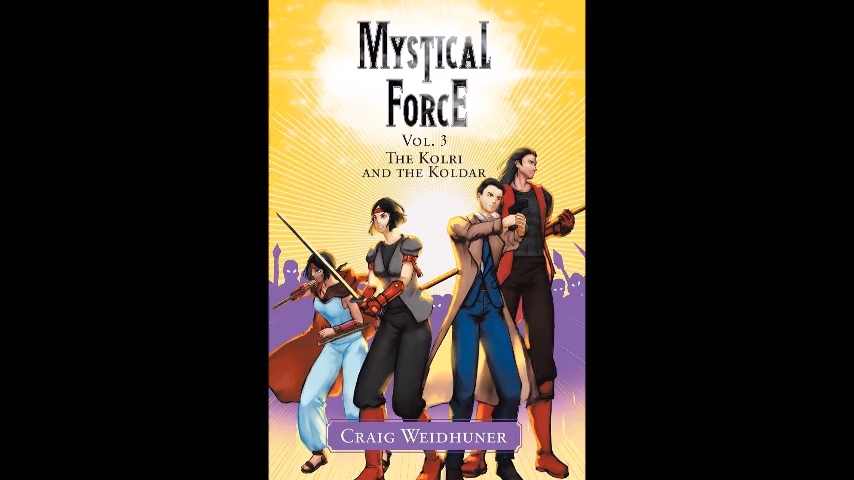 Mystical
Force
Vol. 3
The Kolri
and the Koldar
Craig Weidhuner